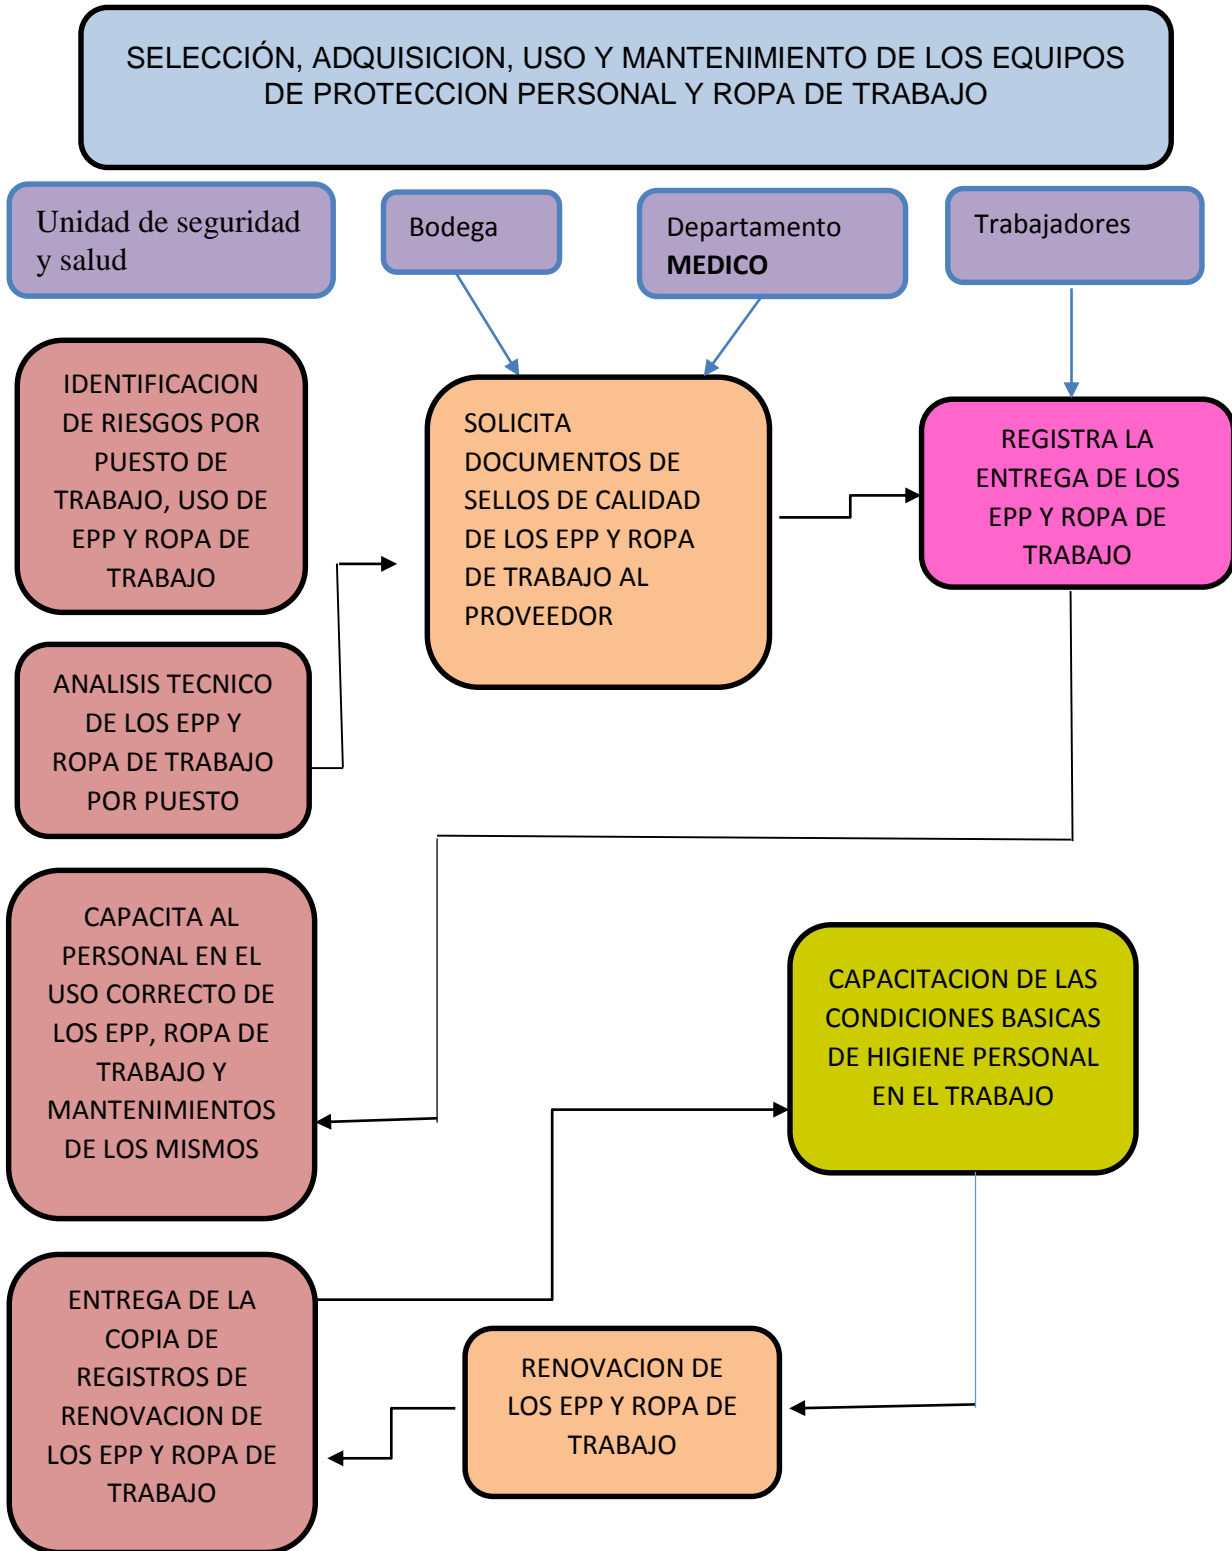 SELECCIÓN, ADQUISICION, USO Y MANTENIMIENTO DE LOS EQUIPOS
DE PROTECCION PERSONAL Y ROPA DE TRABAJO
Unidad de seguridad
y salud
Bodega
Departamento
MEDICO
Trabajadores
IDENTIFICACION
DE RIESGOS POR
PUESTO DE
TRABAJO, USO DE
EPP Y ROPA DE
TRABAJO
SOLICITA
DOCUMENTOS DE
SELLOS DE CALIDAD
DE LOS EPP Y ROPA
DE TRABAJO AL
PROVEEDOR
REGISTRA LA
ENTREGA DE LOS
EPP Y ROPA DE
TRABAJO
ANALISIS TECNICO
DE LOS EPP Y
ROPA DE TRABAJO
POR PUESTO
CAPACITA AL
PERSONAL EN EL
USO CORRECTO DE
LOS EPP, ROPA DE
TRABAJO Y
MANTENIMIENTOS
DE LOS MISMOS
CAPACITACION DE LAS
CONDICIONES BASICAS
DE HIGIENE PERSONAL
EN EL TRABAJO
ENTREGA DE LA
COPIA DE
REGISTROS DE
RENOVACION DE
LOS EPP Y ROPA DE
TRABAJO
RENOVACION DE
LOS EPP Y ROPA DE
TRABAJO